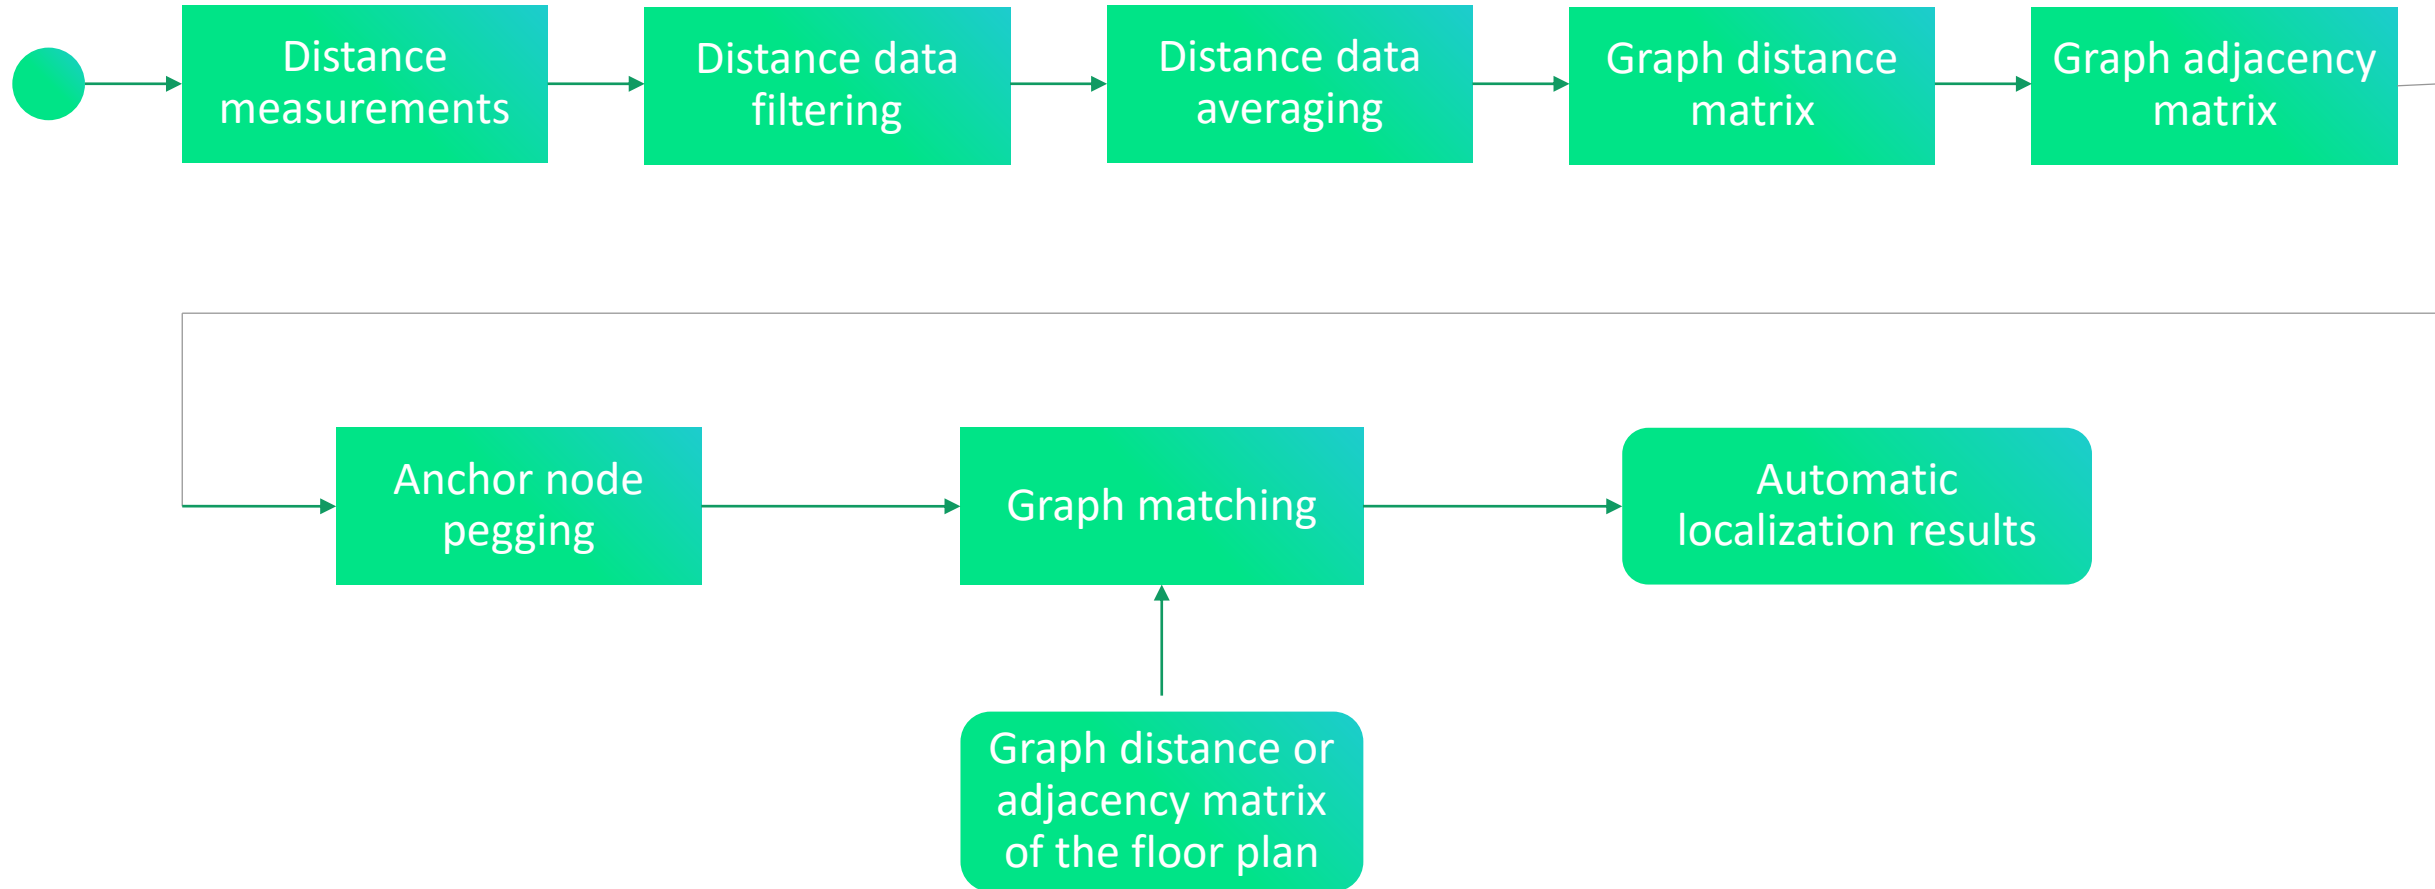 Distance
measurements
Distance data
filtering
Distance data
averaging
Graph distance
matrix
Graph adjacency
matrix
Anchor node
pegging
Graph matching
Automatic
localization results
Graph distance or
adjacency matrix
of the floor plan